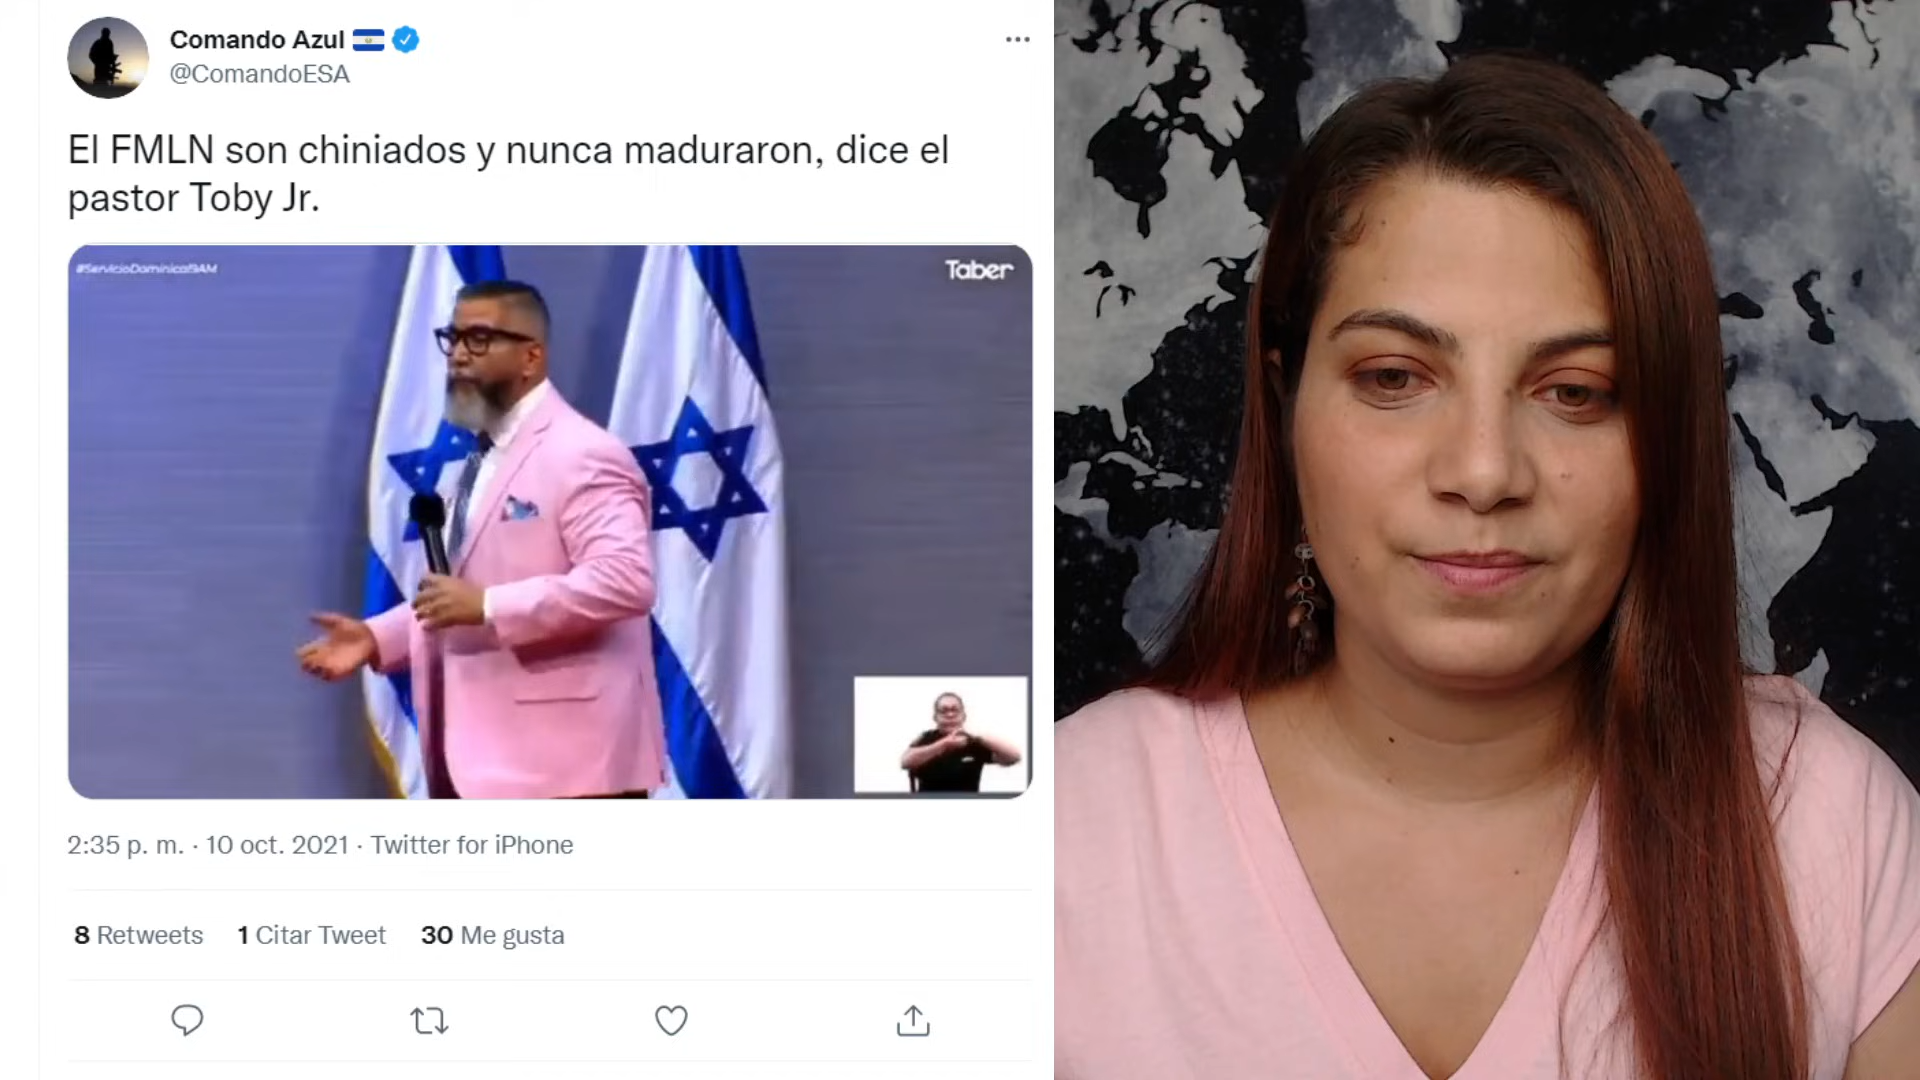 Comando Azul
@ComandoESA
El FMLN son chiniados y nunca maduraron, dice el
pastor Toby Jr.
#ServicioDominical9AM
Taber
2:35 p. m. · 10 oct. 2021 · Twitter for iPhone
8 Retweets 1 Citar Tweet 30 Me gusta